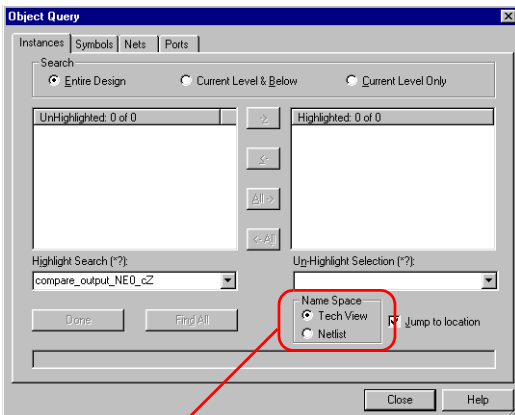 Object Query
Instances Symbols Nets Ports
Search
Entire Design Current Level & Below Current Level Only
UnHighlighted: 0 of 0 Highlighted: 0 of 0
->
<-
All ->
<- All
Highlight Search (*?): Un-Highlight Selection (*?):
compare_output_NE0_cZ
Name Space
Done Find All Tech View Jump to location
Netlist
Close Help